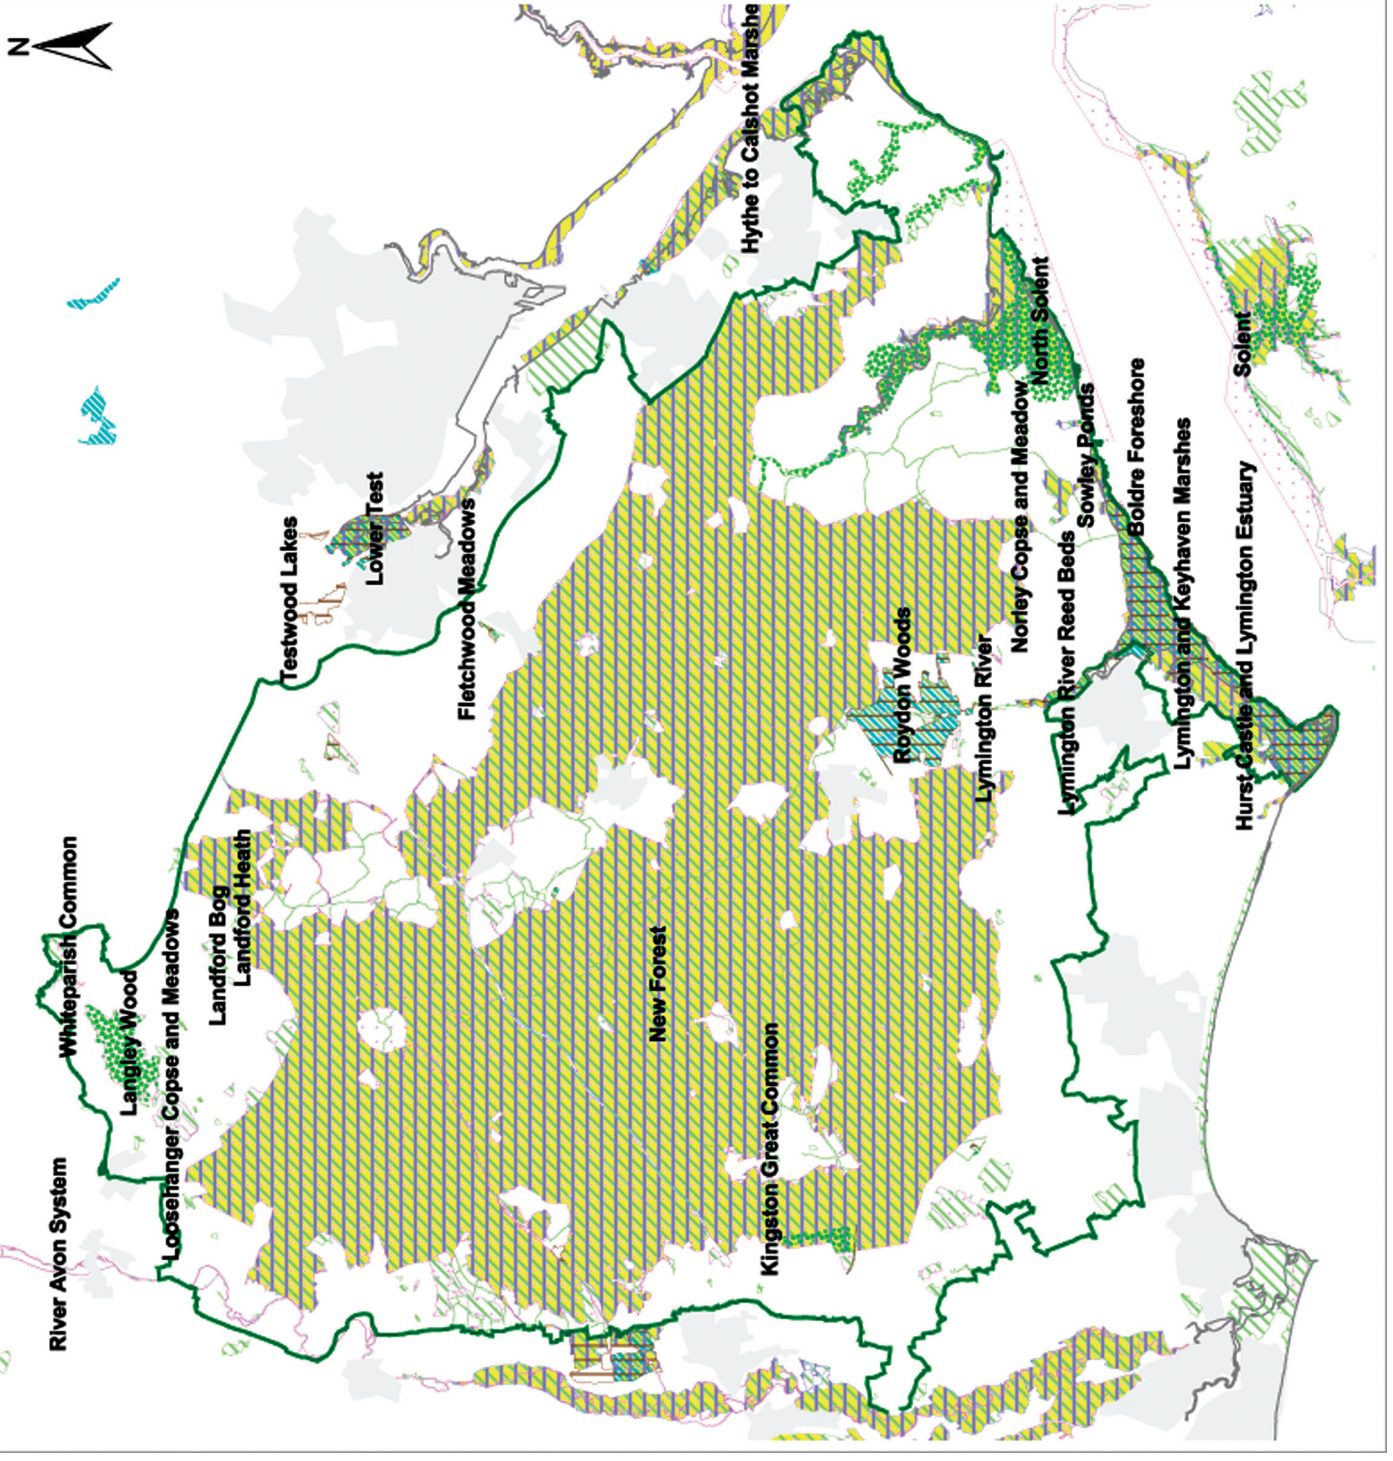 N
River Avon System
Whiteparish Common
Langley Wood
Loosehanger Copse and Meadows
Landford Bog
Landford Heath
Testwood Lakes
Lower Test
Fletchwood Meadows
New Forest
Hythe to Calshot Marshe
Kingston Great Common
Roydon Woods
Lymington River
Norley Copse and Meadow
North Solent
Lymington River Reed Beds
Sowley Ponds
Boldre Foreshore
Lymington and Keyhaven Marshes
Hurst Castle and Lymington Estuary
Solent